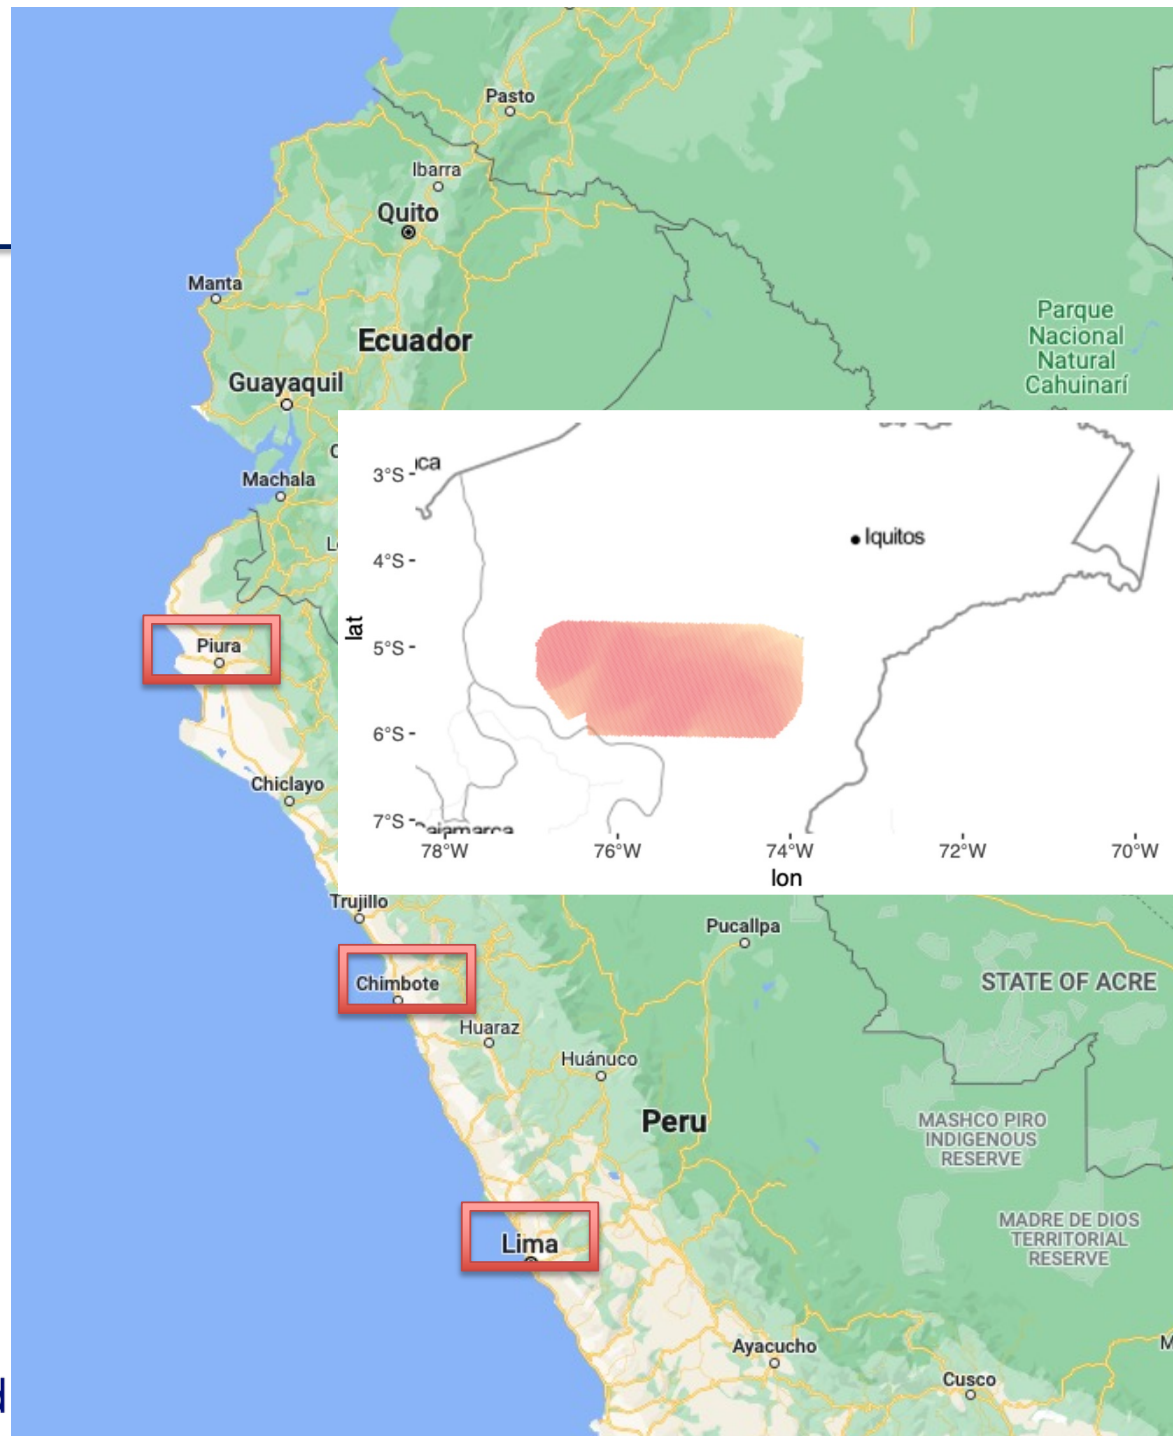 Pasto
Ibarra
Quito
Manta
Ecuador
Guayaquil
Machala
Parque
Nacional
Natural
Cahuinarí
Piura
Chiclayo
Trujillo
Chimbote
Huaraz
Huánuco
Pucallpa
Peru
Lima
Ayacucho
Cusco
STATE OF ACRE
MASHCO PIRO
INDIGENOUS
RESERVE
MADRE DE DIOS
TERRITORIAL
RESERVE
lat
3°S
4°S
5°S
6°S
7°S
Iquitos
78°W 76°W 74°W 72°W 70°W
lon